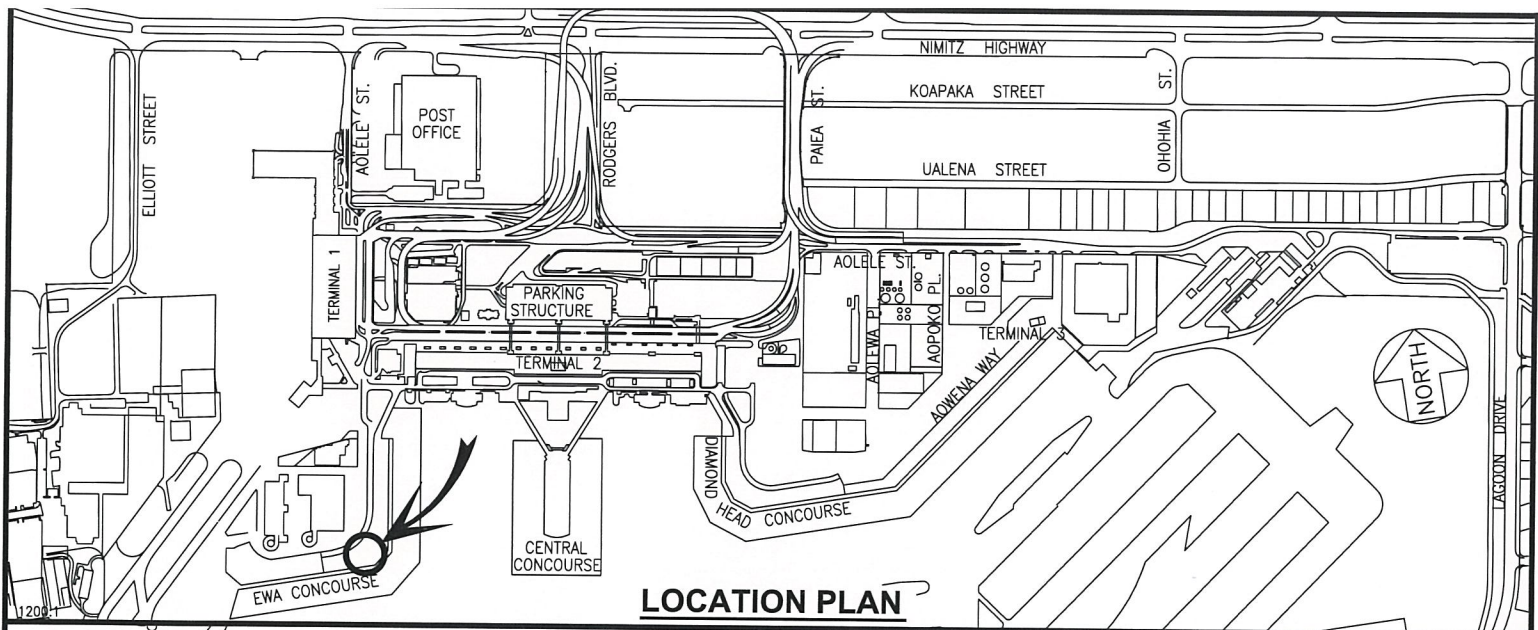 NIMITZ HIGHWAY
KOAPAKA STREET
UALENA STREET
ELLIOTT STREET
AOLELE ST.
POST
OFFICE
RODGERS BLVD.
PAIEA ST.
OHOHIA ST.
TERMINAL 1
PARKING
STRUCTURE
TERMINAL 2
AOLELE ST.
AOLEWA PL.
AOPOKO PL.
TERMINAL 3
AOWENA WAY
NORTH
LAGOON DRIVE
DIAMOND
HEAD CONCOURSE
CENTRAL
CONCOURSE
EWA CONCOURSE
1200:1
LOCATION PLAN